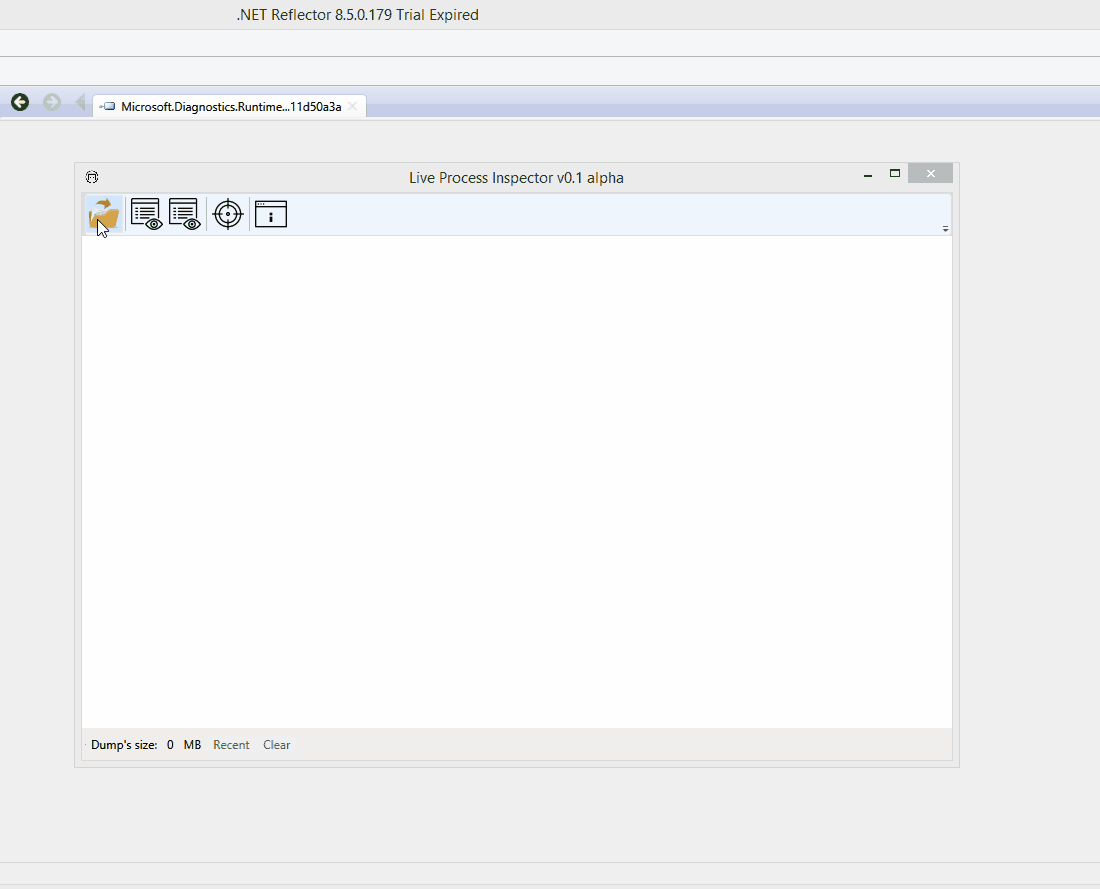 .NET Reflector 8.5.0.179 Trial Expired
Microsoft.Diagnostics.Runtime...11d50a3a
Live Process Inspector v0.1 alpha
Dump's size: 0 MB Recent Clear